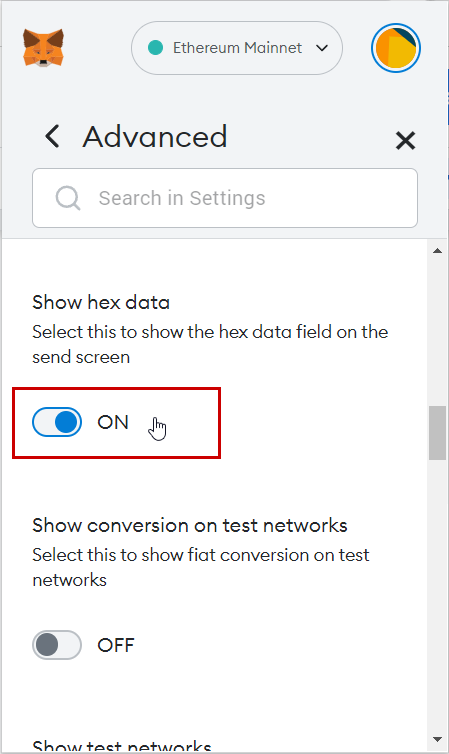 Ethereum Mainnet
Advanced
Search in Settings
Show hex data
Select this to show the hex data field on the
send screen
ON
Show conversion on test networks
Select this to show fiat conversion on test
networks
OFF
Show test networks